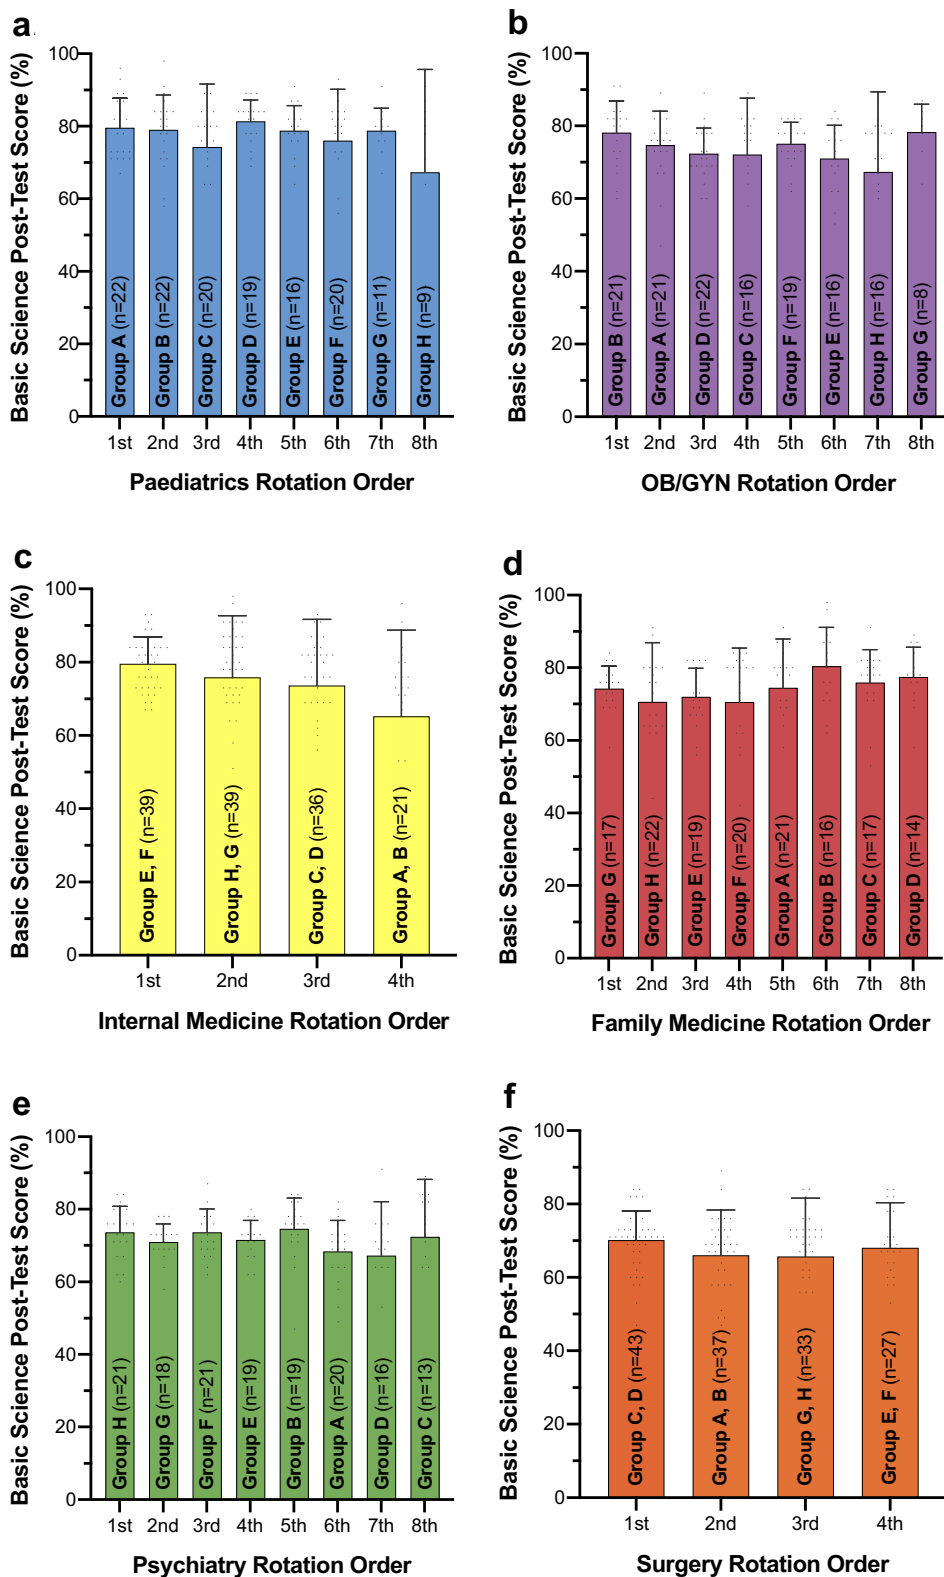 a.
Basic Science Post-Test Score (%)
100
80
60
40
20
0
Group A (n=22)
Group B (n=22)
Group C (n=20)
Group D (n=19)
Group E (n=16)
Group F (n=20)
Group G (n=11)
Group H (n=9)
1st 2nd 3rd 4th 5th 6th 7th 8th
Paediatrics Rotation Order
b
Basic Science Post-Test Score (%)
100
80
60
40
20
0
Group B (n=21)
Group A (n=21)
Group D (n=22)
Group C (n=16)
Group F (n=19)
Group E (n=16)
Group H (n=16)
Group G (n=8)
1st 2nd 3rd 4th 5th 6th 7th 8th
OB/GYN Rotation Order
c
Basic Science Post-Test Score (%)
100
80
60
40
20
0
Group E, F (n=39)
Group H, G (n=39)
Group C, D (n=36)
Group A, B (n=21)
1st 2nd 3rd 4th
Internal Medicine Rotation Order
d
Basic Science Post-Test Score (%)
100
80
60
40
20
0
Group G (n=17)
Group H (n=22)
Group E (n=19)
Group F (n=20)
Group A (n=21)
Group B (n=16)
Group C (n=17)
Group D (n=14)
1st 2nd 3rd 4th 5th 6th 7th 8th
Family Medicine Rotation Order
e
Basic Science Post-Test Score (%)
100
80
60
40
20
0
Group H (n=21)
Group G (n=18)
Group F (n=21)
Group E (n=19)
Group B (n=19)
Group A (n=20)
Group D (n=16)
Group C (n=13)
1st 2nd 3rd 4th 5th 6th 7th 8th
Psychiatry Rotation Order
f
Basic Science Post-Test Score (%)
100
80
60
40
20
0
Group C, D (n=43)
Group A, B (n=37)
Group G, H (n=33)
Group E, F (n=27)
1st 2nd 3rd 4th
Surgery Rotation Order